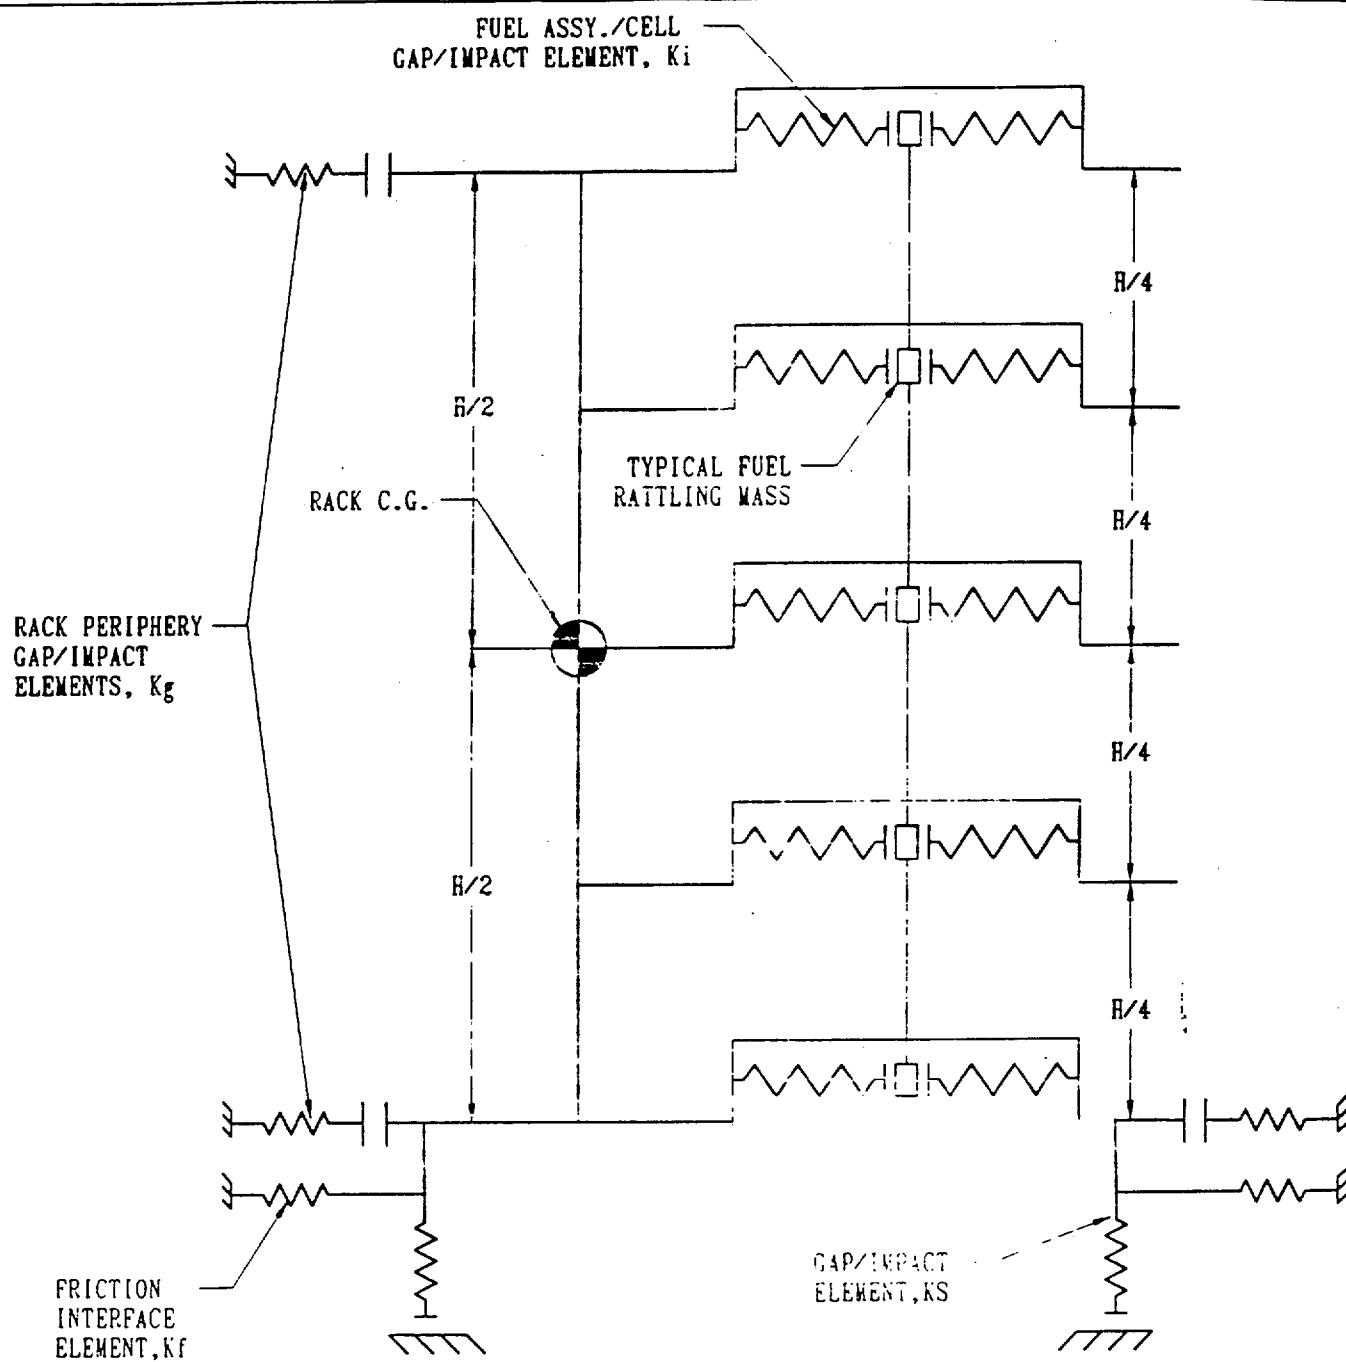 FUEL ASSY./CELL
GAP/IMPACT ELEMENT, Ki
H/4
H/2
TYPICAL FUEL
RATTLING MASS
RACK C.G.
H/4
RACK PERIPHERY
GAP/IMPACT
ELEMENTS, Kg
H/4
H/2
H/4
GAP/IMPACT
ELEMENT,KS
FRICTION
INTERFACE
ELEMENT,Kf